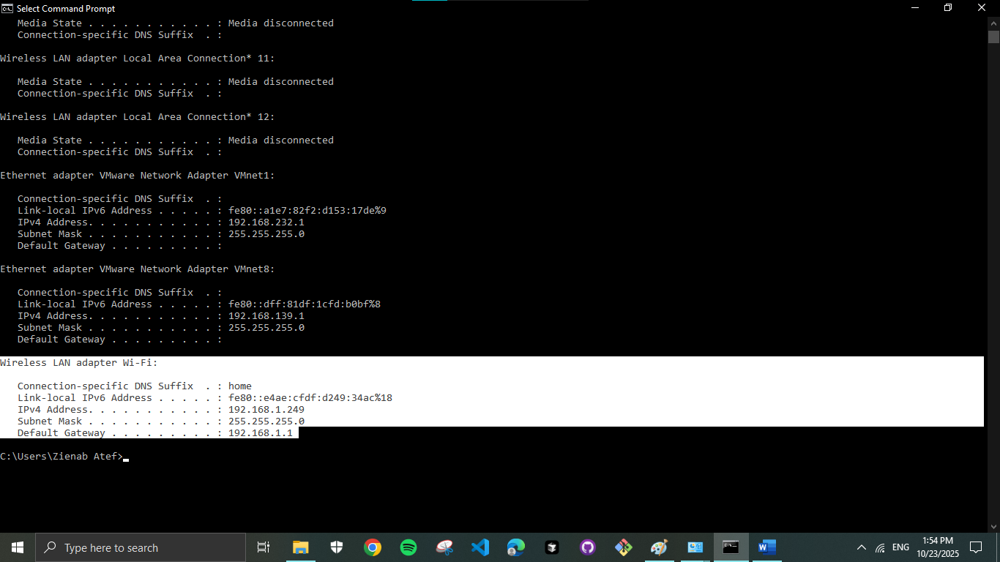 Select Command Prompt
Media State . . . . . . . . . . . : Media disconnected
Connection-specific DNS Suffix  . :
Wireless LAN adapter Local Area Connection* 11:
Media State . . . . . . . . . . . : Media disconnected
Connection-specific DNS Suffix  . :
Wireless LAN adapter Local Area Connection* 12:
Media State . . . . . . . . . . . : Media disconnected
Connection-specific DNS Suffix  . :
Ethernet adapter VMware Network Adapter VMnet1:
Connection-specific DNS Suffix  . :
Link-local IPv6 Address . . . . . : fe80::a1e7:82f2:d153:17de%9
IPv4 Address. . . . . . . . . . . : 192.168.232.1
Subnet Mask . . . . . . . . . . . : 255.255.255.0
Default Gateway . . . . . . . . . :
Ethernet adapter VMware Network Adapter VMnet8:
Connection-specific DNS Suffix  . :
Link-local IPv6 Address . . . . . : fe80::dff:81df:1cfd:b0bf%8
IPv4 Address. . . . . . . . . . . : 192.168.139.1
Subnet Mask . . . . . . . . . . . : 255.255.255.0
Default Gateway . . . . . . . . . :
Wireless LAN adapter Wi-Fi:
Connection-specific DNS Suffix  . : home
Link-local IPv6 Address . . . . . : fe80::e4ae:cfdf:d249:34ac%18
IPv4 Address. . . . . . . . . . . : 192.168.1.249
Subnet Mask . . . . . . . . . . . : 255.255.255.0
Default Gateway . . . . . . . . . : 192.168.1.1
C:\Users\Zienab Atef>
Type here to search
ENG
1:54 PM
10/23/2025